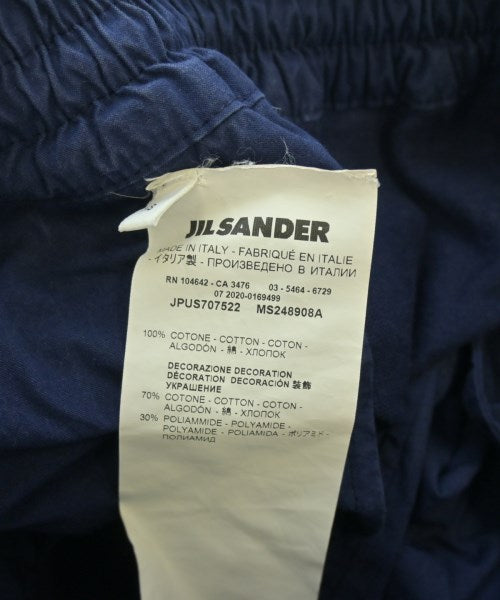 JIL SANDER
MADE IN ITALY - FABRIQUÉ EN ITALIE
- イタリア製 - ПРОИЗВЕДЕНО В ИТАЛИИ
RN 104642 - CA 3476 03 - 5464 - 6729
07 2020-0169499
JPUS707522 MS248908A
100% COTONE - COTTON - COTON -
ALGODÓN - 綿 - ХЛОПОК
DECORAZIONE DECORATION
DÉCORATION DECORACIÓN 装飾
УКРАШЕНИЕ
70% COTONE - COTTON - COTON -
ALGODÓN - 綿 - ХЛОПОК
30% POLIAMMIDE - POLYAMIDE -
POLYAMIDE - POLIAMIDA - ポリアミド -
ПОЛИАМИД